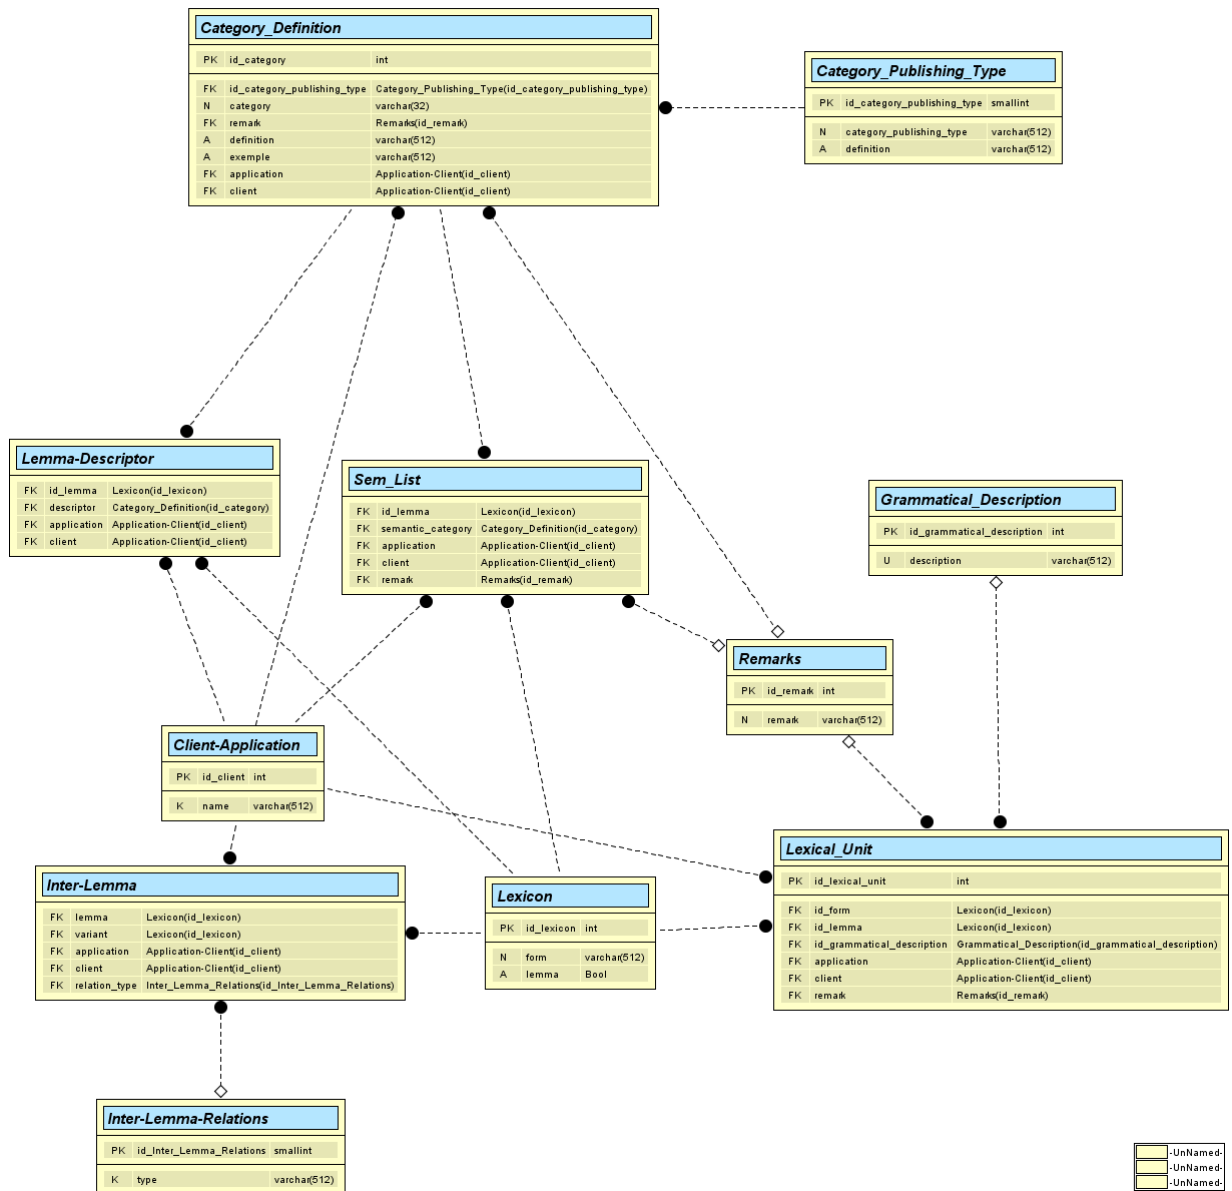 Category_Definition
PK id_category int
FK id_category_publishing_type Category_Publishing_Type(id_category_publishing_type)
N category varchar(32)
FK remark Remarks(id_remark)
A definition varchar(512)
A exemple varchar(512)
FK application Application-Client(id_client)
FK client Application-Client(id_client)
Category_Publishing_Type
PK id_category_publishing_type smallint
N category_publishing_type varchar(512)
A definition varchar(512)
Lemma-Descriptor
FK id_lemma Lexicon(id_lexicon)
FK descriptor Category_Definition(id_category)
FK application Application-Client(id_client)
FK client Application-Client(id_client)
Sem_List
FK id_lemma Lexicon(id_lexicon)
FK semantic_category Category_Definition(id_category)
FK application Application-Client(id_client)
FK client Application-Client(id_client)
FK remark Remarks(id_remark)
Grammatical_Description
PK id_grammatical_description int
U description varchar(512)
Remarks
PK id_remark int
N remark varchar(512)
Client-Application
PK id_client int
K name varchar(512)
Inter-Lemma
FK lemma Lexicon(id_lexicon)
FK variant Lexicon(id_lexicon)
FK application Application-Client(id_client)
FK client Application-Client(id_client)
FK relation_type Inter_Lemma_Relations(id_Inter_Lemma_Relations)
Lexicon
PK id_lexicon int
N form varchar(512)
A lemma Bool
Lexical_Unit
PK id_lexical_unit int
FK id_form Lexicon(id_lexicon)
FK id_lemma Lexicon(id_lexicon)
FK id_grammatical_description Grammatical_Description(id_grammatical_description)
FK application Application-Client(id_client)
FK client Application-Client(id_client)
FK remark Remarks(id_remark)
Inter-Lemma-Relations
PK id_Inter_Lemma_Relations smallint
K type varchar(512)
-UnNamed-
-UnNamed-
-UnNamed-